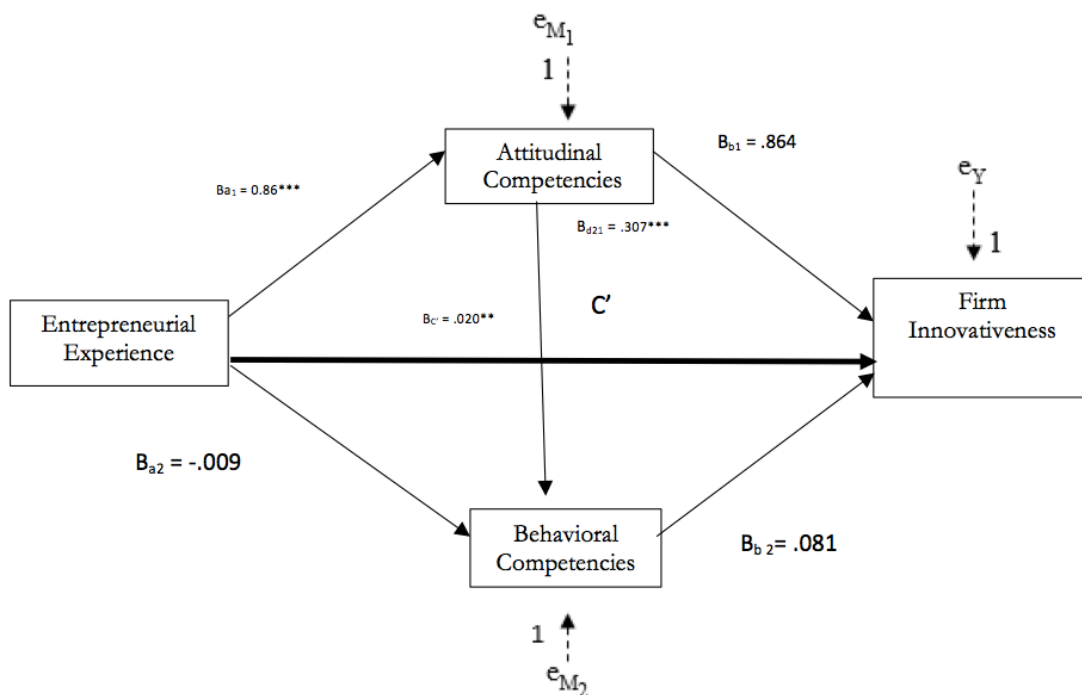 eM1
1
Attitudinal
Competencies
Bb1 = .864
Ba1 = 0.86***
eY
1
Bd21 = .307***
Entrepreneurial
Experience
BC' = .020**
C’
Firm
Innovativeness
Ba2 = -.009
Behavioral
Competencies
Bb 2= .081
1
eM2